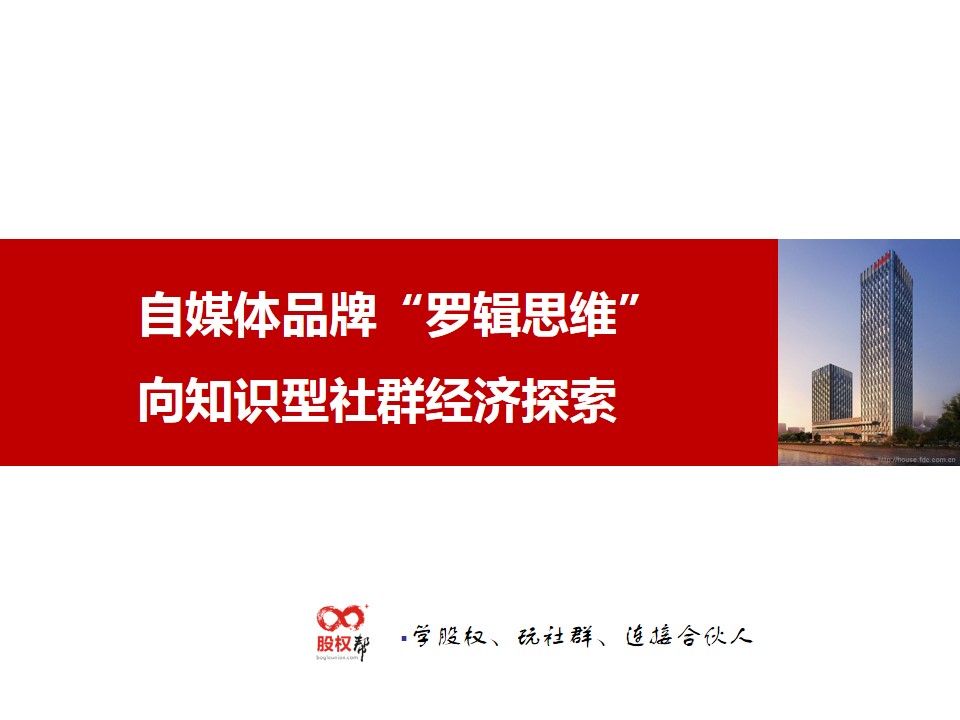 自媒体品牌“罗辑思维”
向知识型社群经济探索
http://house.fdc.com.cn
股权帮
▪学股权、玩社群、连接合伙人